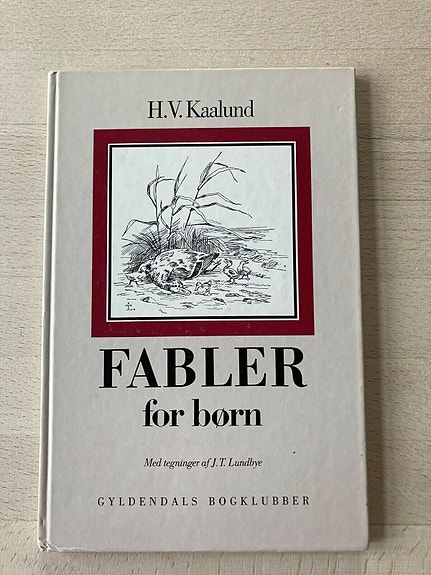 H.V. Kaalund
FABLER
for børn
Med tegninger af J.T. Lundbye
GYLDENDALS BOGKLUBBER